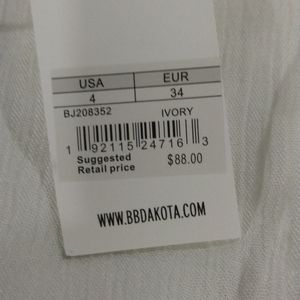 USA EUR
4 34
BJ208352 IVORY
1 92115 24716 3
Suggested
Retail price $88.00
WWW.BBDAKOTA.COM